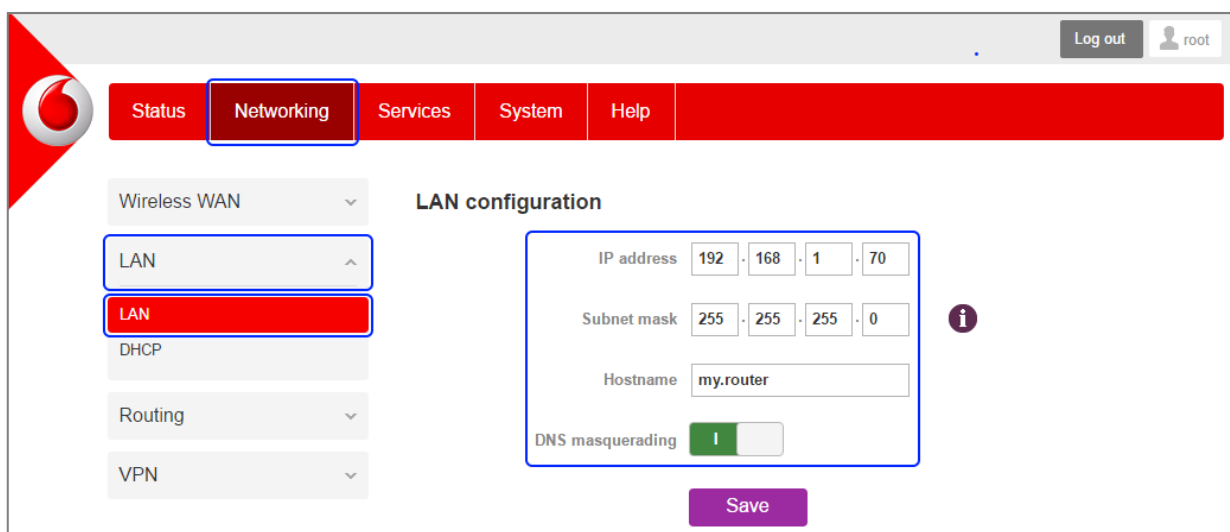 Log out root
Status Networking Services System Help
Wireless WAN
LAN configuration
LAN
IP address 192 . 168 . 1 . 70
LAN
Subnet mask 255 . 255 . 255 . 0
DHCP
Hostname my.router
Routing
DNS masquerading I
VPN
Save